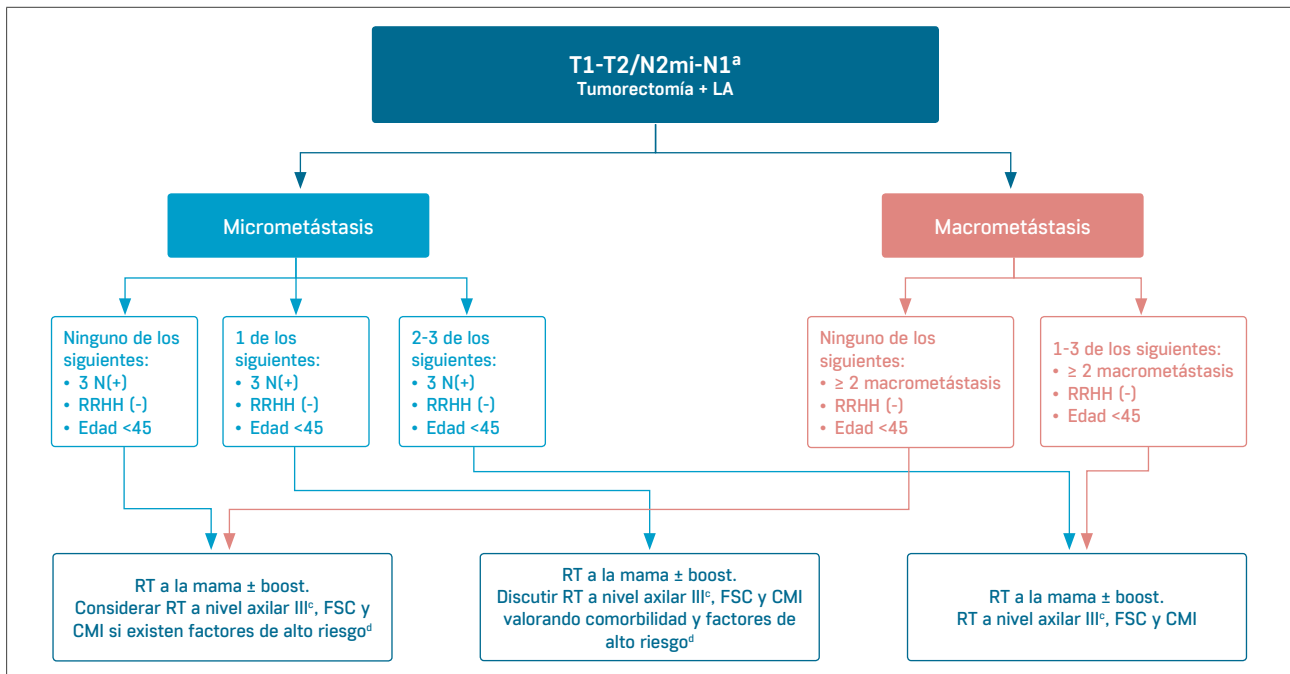 T1-T2/N2mi-N1ª
Tumorectomía + LA
Micrometástasis
Macrometástasis
Ninguno de los
siguientes:
• 3 N(+)
• RRHH (-)
• Edad <45
1 de los
siguientes:
• 3 N(+)
• RRHH (-)
• Edad <45
2-3 de los
siguientes:
• 3 N(+)
• RRHH (-)
• Edad <45
Ninguno de los
siguientes:
• ≥ 2 macrometástasis
• RRHH (-)
• Edad <45
1-3 de los siguientes:
• ≥ 2 macrometástasis
• RRHH (-)
• Edad <45
RT a la mama ± boost.
Considerar RT a nivel axilar IIIᶜ, FSC y
CMI si existen factores de alto riesgoᵈ
RT a la mama ± boost.
Discutir RT a nivel axilar IIIᶜ, FSC y CMI
valorando comorbilidad y factores de
alto riesgoᵈ
RT a la mama ± boost.
RT a nivel axilar IIIᶜ, FSC y CMI